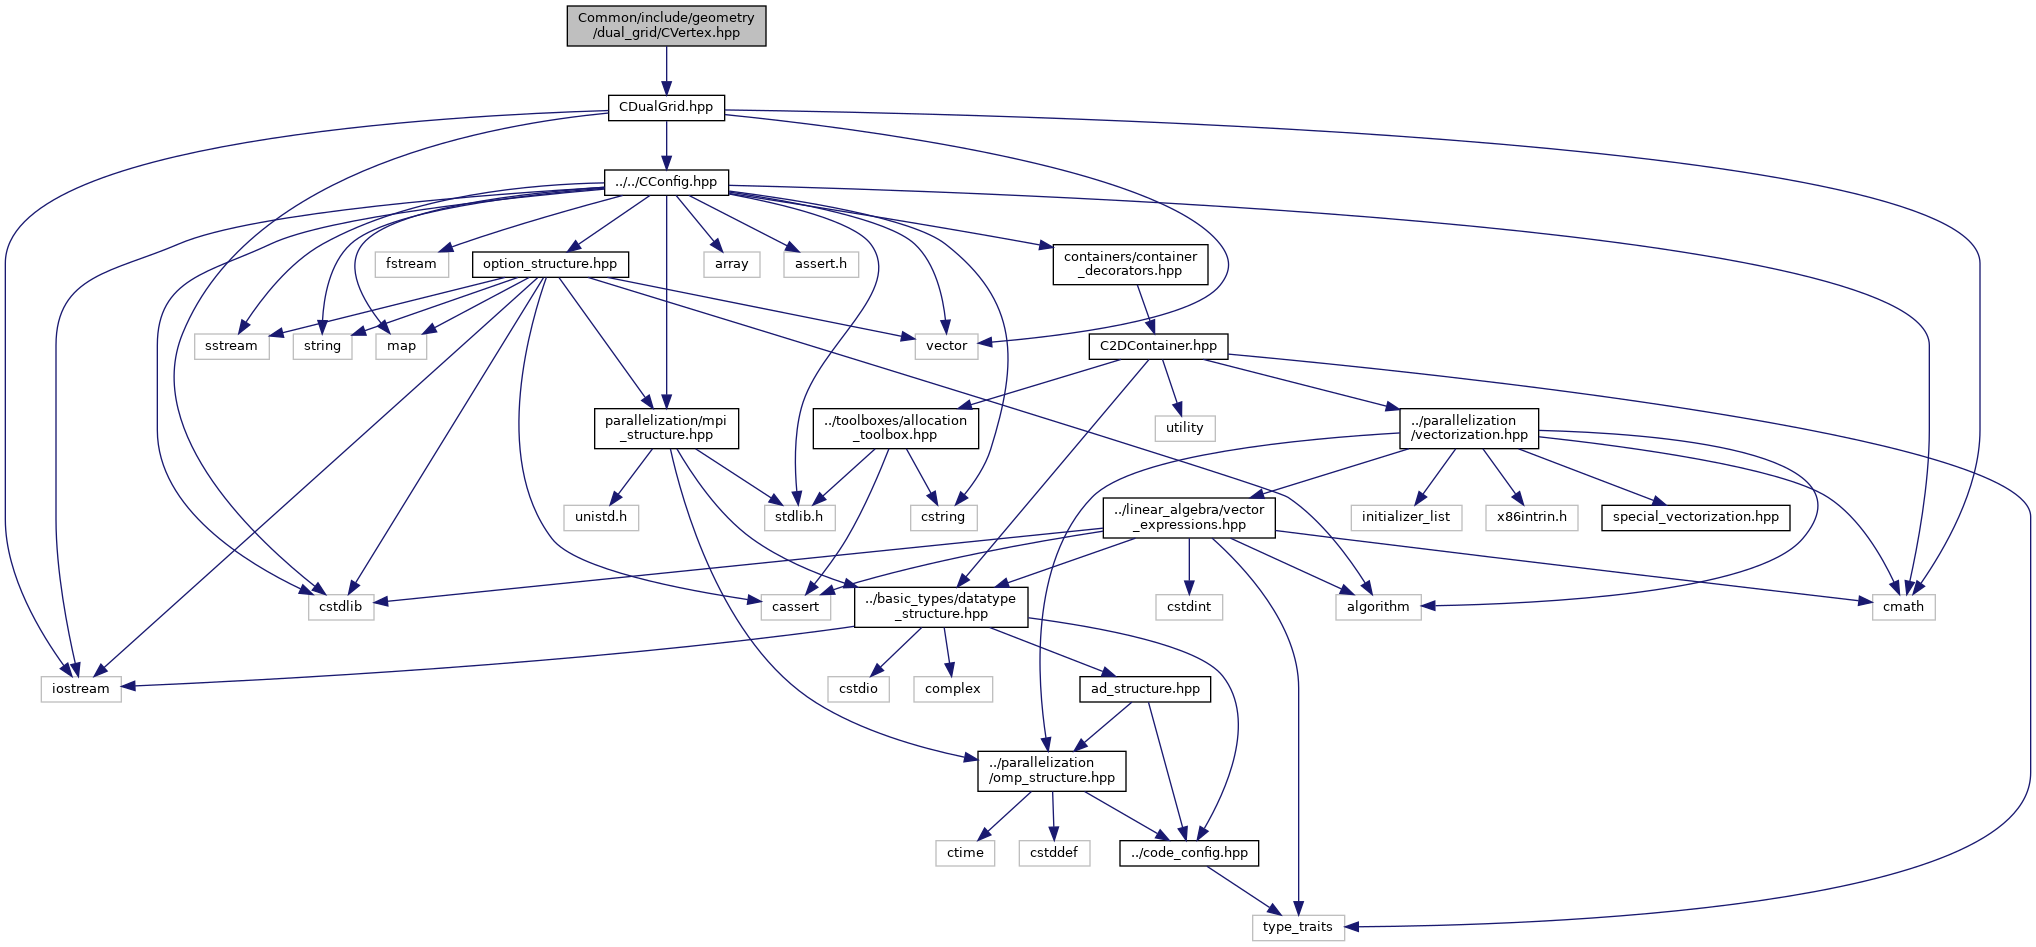 Common/include/geometry
/dual_grid/CVertex.hpp
CDualGrid.hpp
../../CConfig.hpp
containers/container
_decorators.hpp
fstream
option_structure.hpp
array
assert.h
sstream
string
map
vector
C2DContainer.hpp
parallelization/mpi
_structure.hpp
../toolboxes/allocation
_toolbox.hpp
utility
../parallelization
/vectorization.hpp
unistd.h
stdlib.h
cstring
../linear_algebra/vector
_expressions.hpp
initializer_list
x86intrin.h
special_vectorization.hpp
cstdlib
cassert
../basic_types/datatype
_structure.hpp
cstdint
algorithm
cmath
iostream
cstdio
complex
ad_structure.hpp
../parallelization
/omp_structure.hpp
ctime
cstddef
../code_config.hpp
type_traits